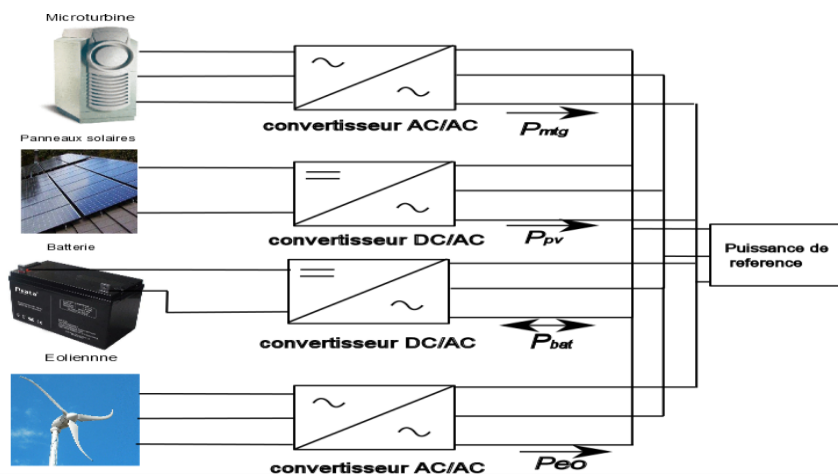 Microturbine
convertisseur AC/AC
Pmtg
Panneaux solaires
convertisseur DC/AC
Ppv
Puissance de
reference
Batterie
convertisseur DC/AC
Pbat
Eoliennne
convertisseur AC/AC
Peo